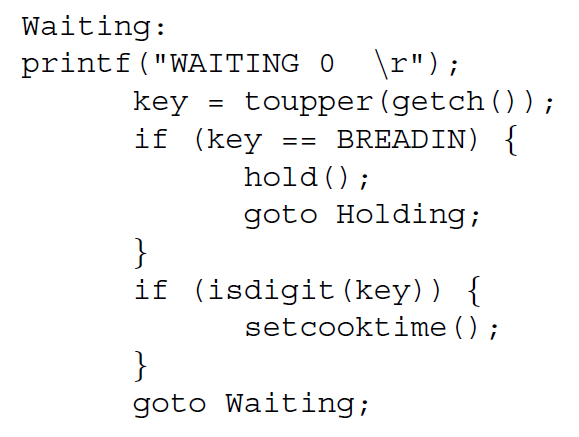 Waiting:
printf("WAITING 0  \r");
      key = toupper(getch());
      if (key == BREADIN) {
            hold();
            goto Holding;
      }
      if (isdigit(key)) {
            setcooktime();
      }
      goto Waiting;